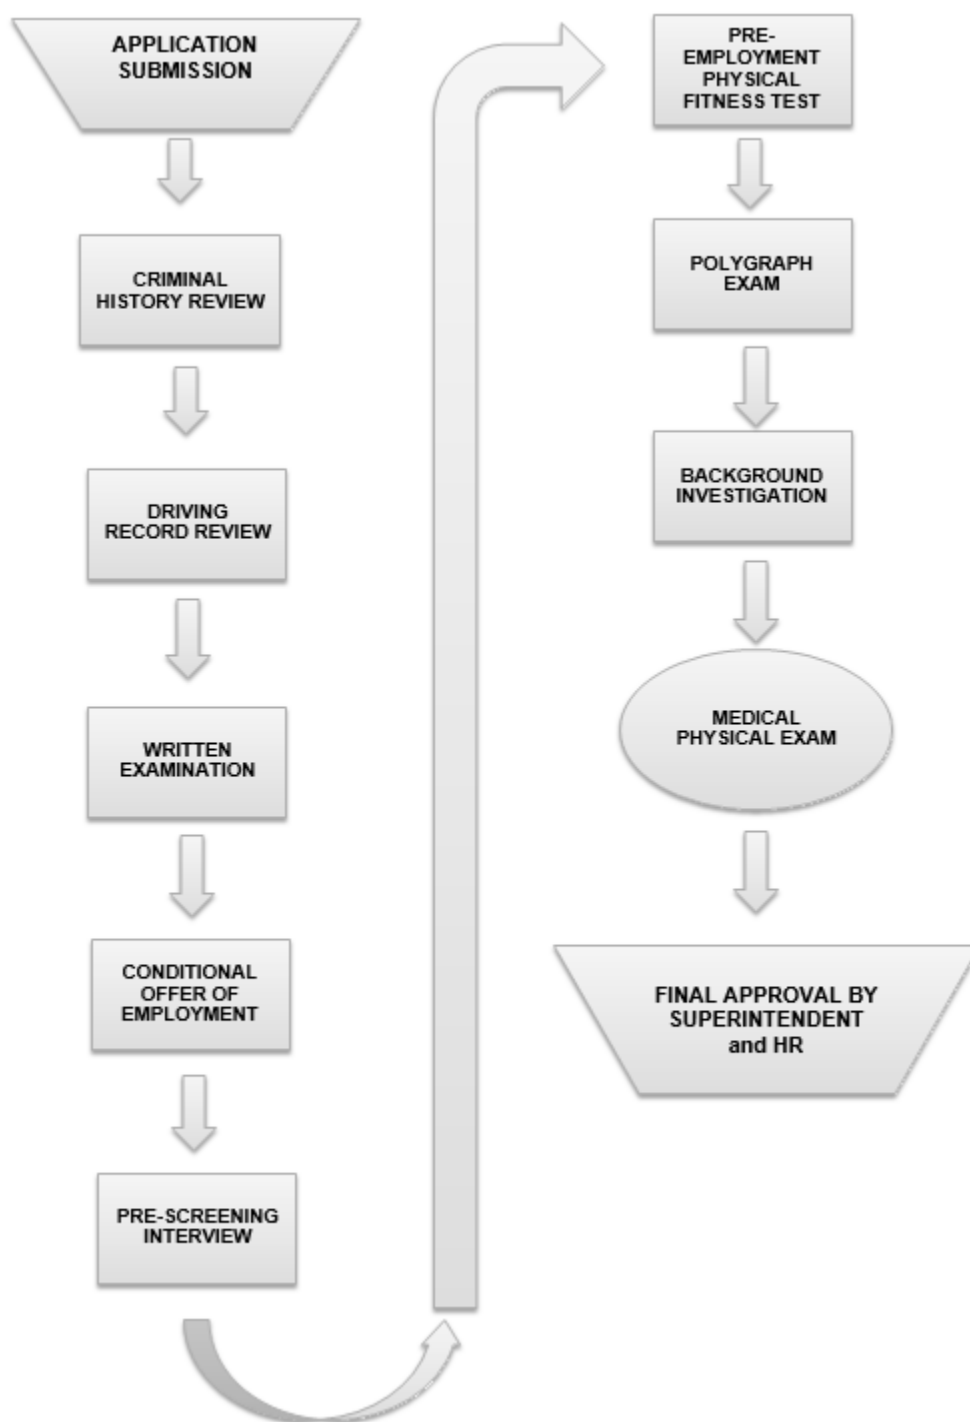 APPLICATION
SUBMISSION
CRIMINAL
HISTORY REVIEW
DRIVING
RECORD REVIEW
WRITTEN
EXAMINATION
CONDITIONAL
OFFER OF
EMPLOYMENT
PRE-SCREENING
INTERVIEW
PRE-
EMPLOYMENT
PHYSICAL
FITNESS TEST
POLYGRAPH
EXAM
BACKGROUND
INVESTIGATION
MEDICAL
PHYSICAL EXAM
FINAL APPROVAL BY
SUPERINTENDENT
and HR